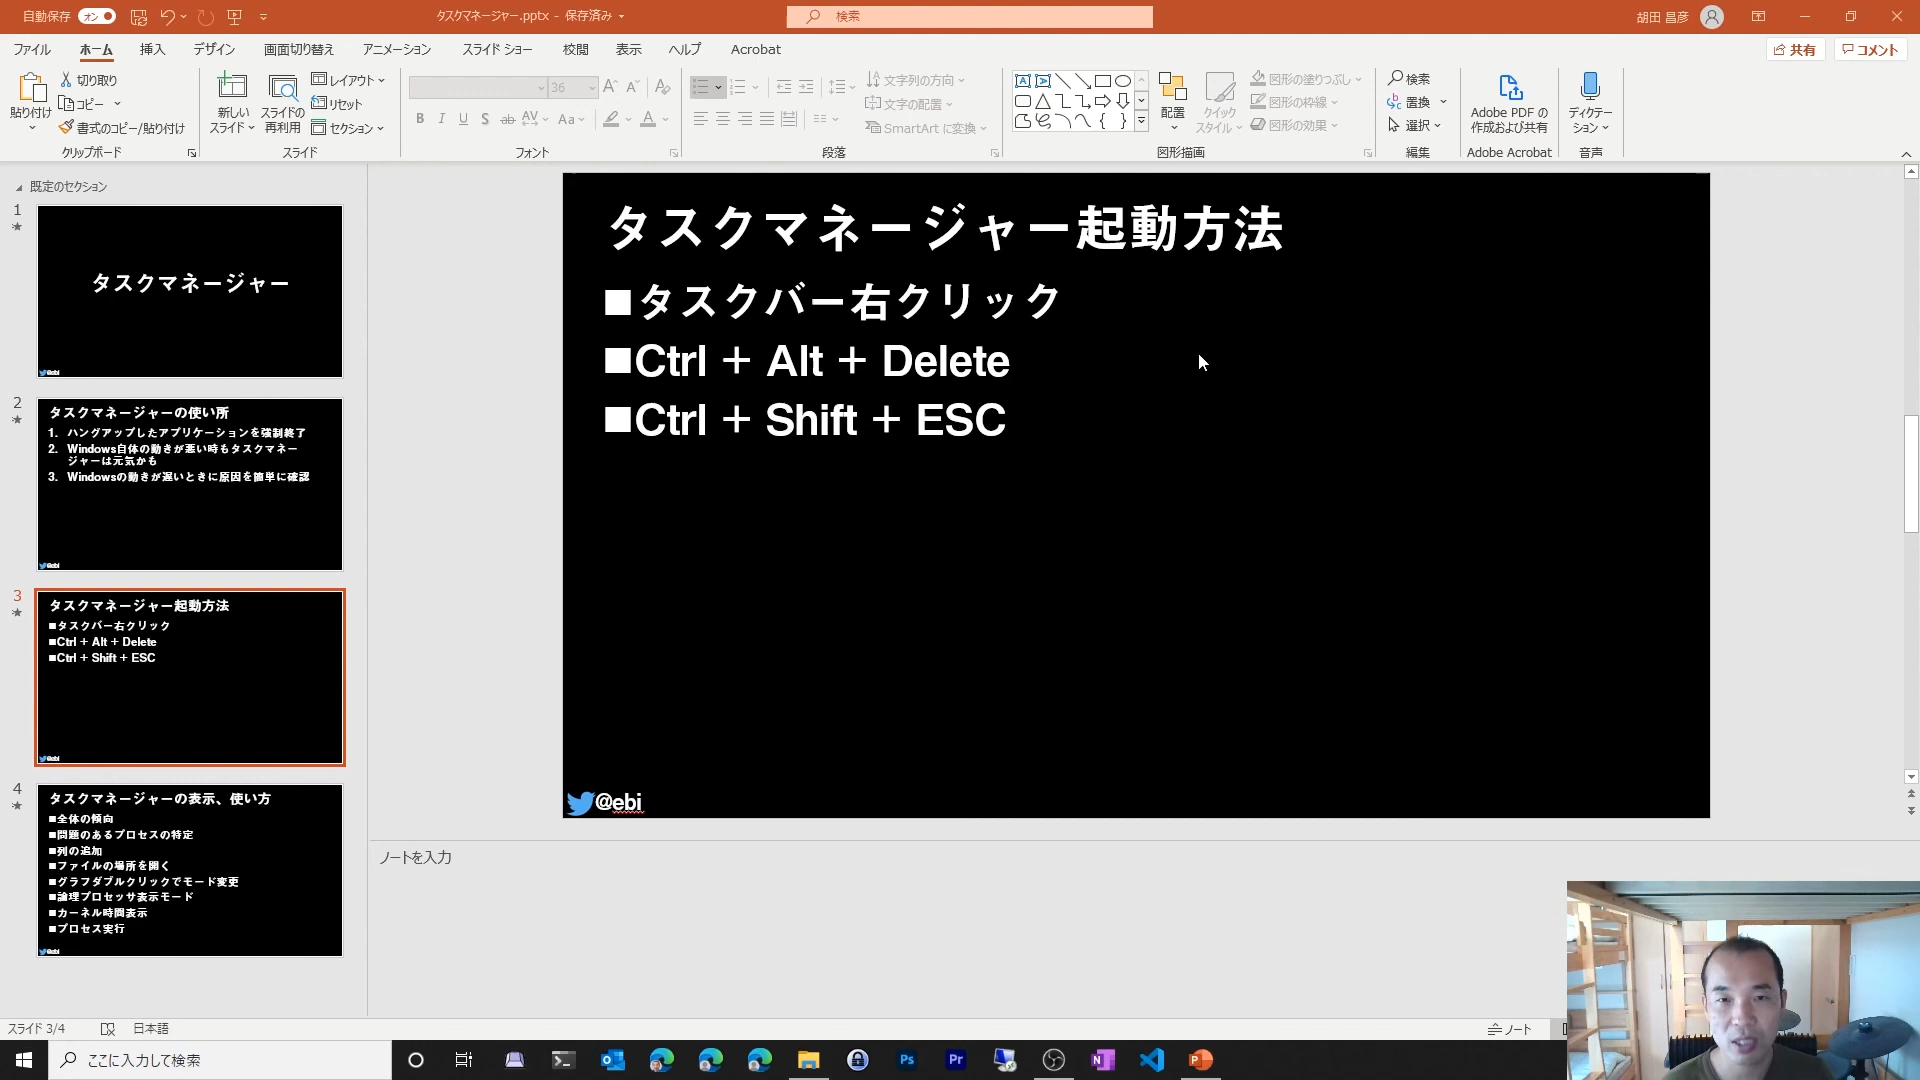 自動保存 オン タスクマネージャー.pptx - 保存済み 検索 胡田 昌彦
ファイル ホーム 挿入 デザイン 画面切り替え アニメーション スライド ショー 校閲 表示 ヘルプ Acrobat 共有 コメント
貼り付け
切り取り
コピー
書式のコピー/貼り付け
クリップボード
新しい
スライド
スライドの
再利用
レイアウト
リセット
セクション
スライド
36
B I U S ab AV Aa A
フォント
文字列の方向
文字の配置
SmartArt に変換
段落
配置
クイック
スタイル
図形の塗りつぶし
図形の枠線
図形の効果
図形描画
検索
置換
選択
編集
Adobe PDF の
作成および共有
Adobe Acrobat
ディクテー
ション
音声
既定のセクション
1
タスクマネージャー
@ebi
2
タスクマネージャーの使い所
1. ハングアップしたアプリケーションを強制終了
2. Windows自体の動きが悪い時もタスクマネー
ジャーは元気かも
3. Windowsの動きが遅いときに原因を簡単に確認
@ebi
3
タスクマネージャー起動方法
■タスクバー右クリック
■Ctrl + Alt + Delete
■Ctrl + Shift + ESC
@ebi
4
タスクマネージャーの表示、使い方
■全体の傾向
■問題のあるプロセスの特定
■列の追加
■ファイルの場所を開く
■グラフダブルクリックでモード変更
■論理プロセッサ表示モード
■カーネル時間表示
■プロセス実行
@ebi
タスクマネージャー起動方法
■タスクバー右クリック
■Ctrl + Alt + Delete
■Ctrl + Shift + ESC
@ebi
ノートを入力
スライド 3/4 日本語 ノート
ここに入力して検索
Ps Pr N P